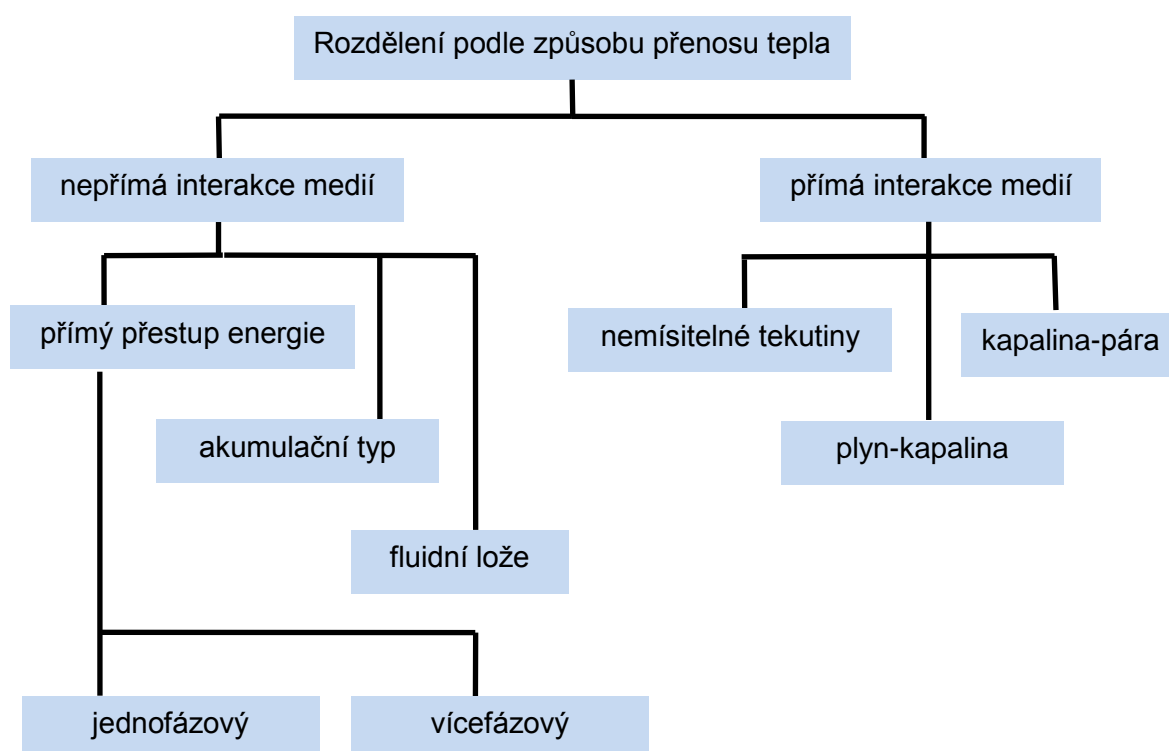 Rozdělení podle způsobu přenosu tepla
nepřímá interakce medií
přímá interakce medií
přímý přestup energie
nemísitelné tekutiny
kapalina-pára
akumulační typ
plyn-kapalina
fluidní lože
jednofázový
vícefázový